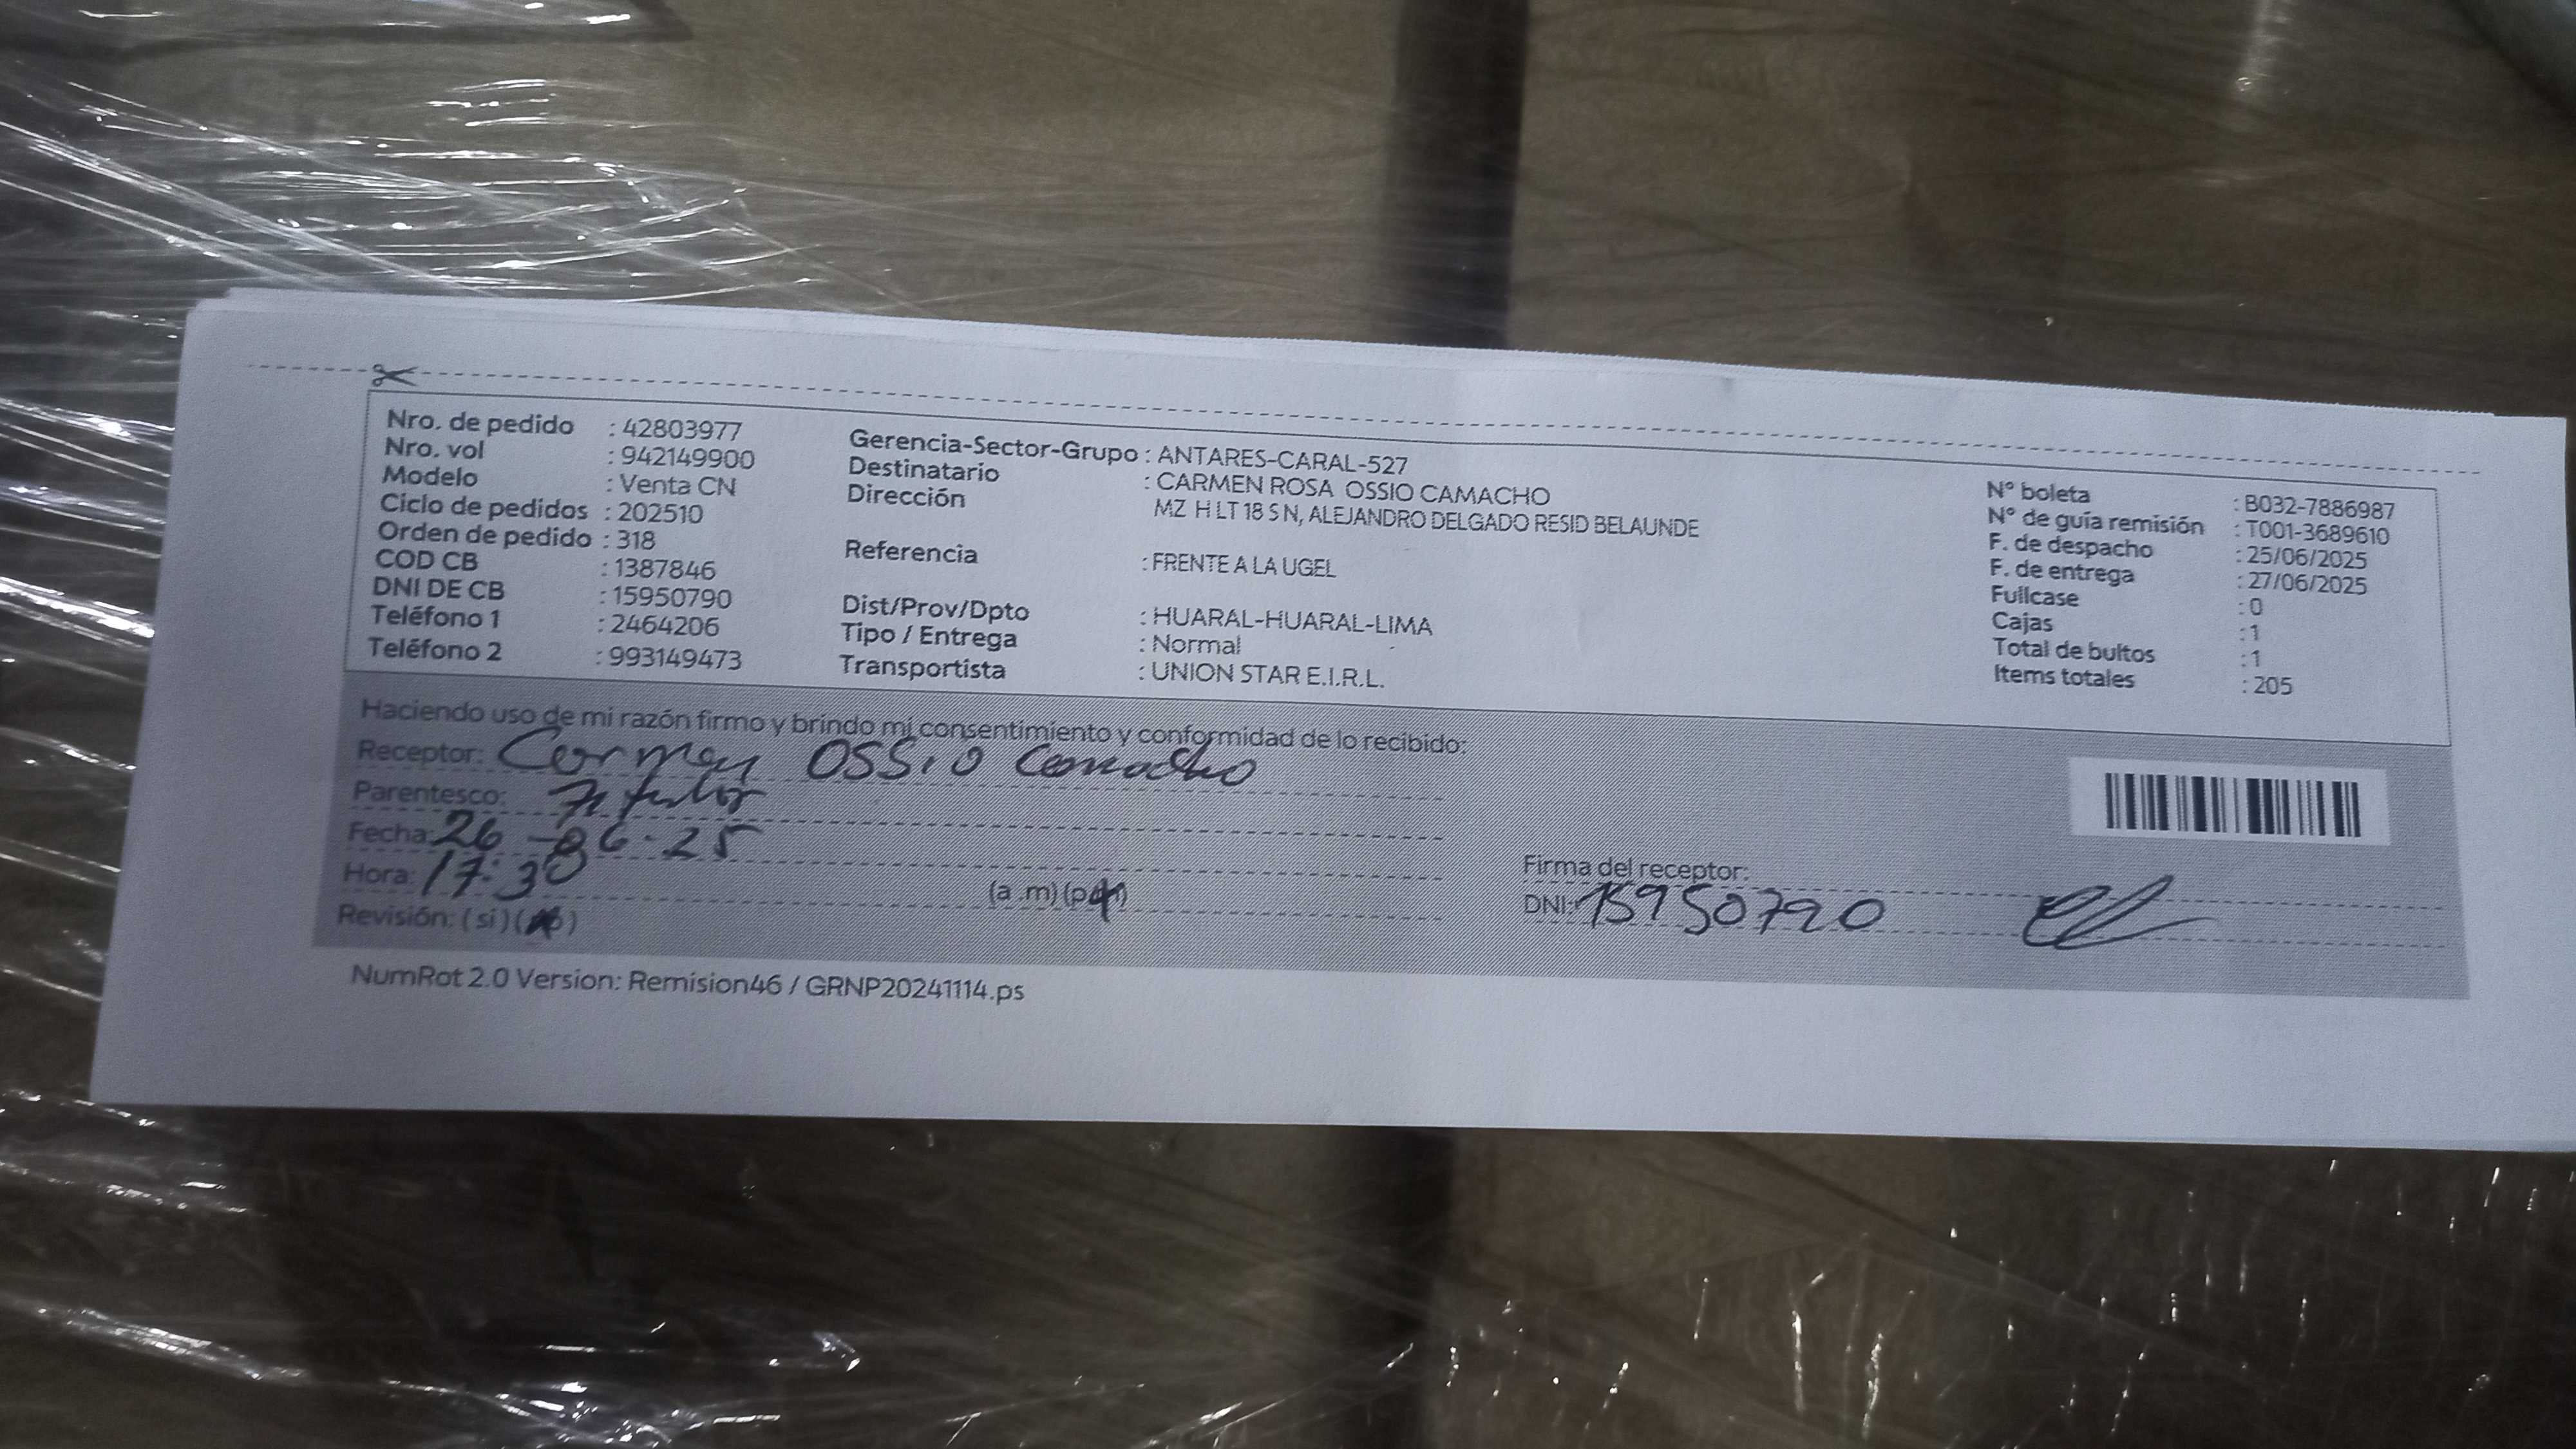 Nro. de pedido : 42803977
Nro. vol : 942149900
Modelo : Venta CN
Ciclo de pedidos : 202510
Orden de pedido : 318
COD CB : 1387846
DNI DE CB : 15950790
Teléfono 1 : 2464206
Teléfono 2 : 993149473
Gerencia-Sector-Grupo : ANTARES-CARAL-527
Destinatario : CARMEN ROSA OSSIO CAMACHO
Dirección MZ H LT 18 S N, ALEJANDRO DELGADO RESID BELAUNDE
Referencia : FRENTE A LA UGEL
Dist/Prov/Dpto : HUARAL-HUARAL-LIMA
Tipo / Entrega : Normal
Transportista : UNION STAR E.I.R.L.
N° boleta : B032-7886987
N° de guía remisión : T001-3689610
F. de despacho : 25/06/2025
F. de entrega : 27/06/2025
Fullcase : 0
Cajas : 1
Total de bultos : 1
Items totales : 205
Haciendo uso de mi razón firmo y brindo mi consentimiento y conformidad de lo recibido:
Receptor: Carmen OSSIO Camacho
Parentesco:
Fecha: 26-06-25
Hora: 17:30 (a.m) (p.m)
Revisión: (si) (no)
Firma del receptor:
DNI: 15950790
NumRot 2.0 Version: Remision46 / GRNP20241114.ps